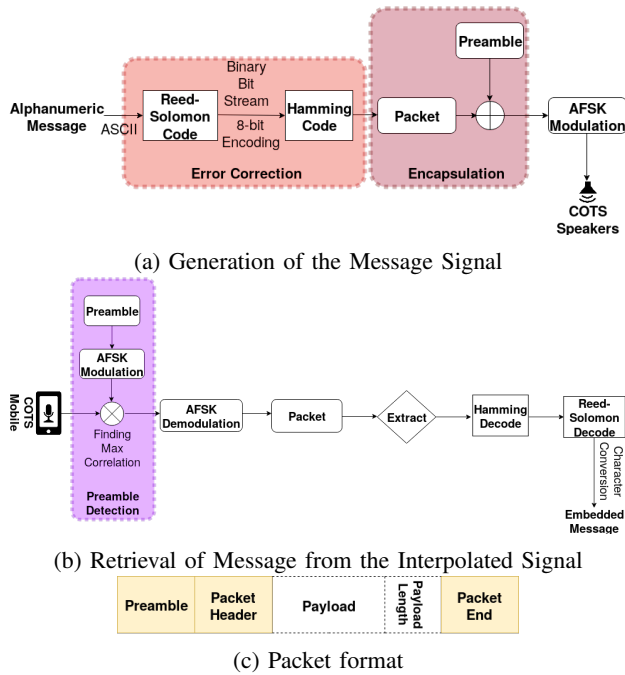 Preamble
Binary
Bit
Stream
Alphanumeric
Message
ASCII
Reed-
Solomon
Code
8-bit
Encoding
Hamming
Code
Packet
AFSK
Modulation
Error Correction
Encapsulation
COTS
Speakers
(a) Generation of the Message Signal
Preamble
AFSK
Modulation
COTS
Mobile
Finding
Max
Correlation
Preamble
Detection
AFSK
Demodulation
Packet
Extract
Hamming
Decode
Reed-
Solomon
Decode
Character
Conversion
Embedded
Message
(b) Retrieval of Message from the Interpolated Signal
Preamble
Packet
Header
Payload
Payload
Length
Packet
End
(c) Packet format